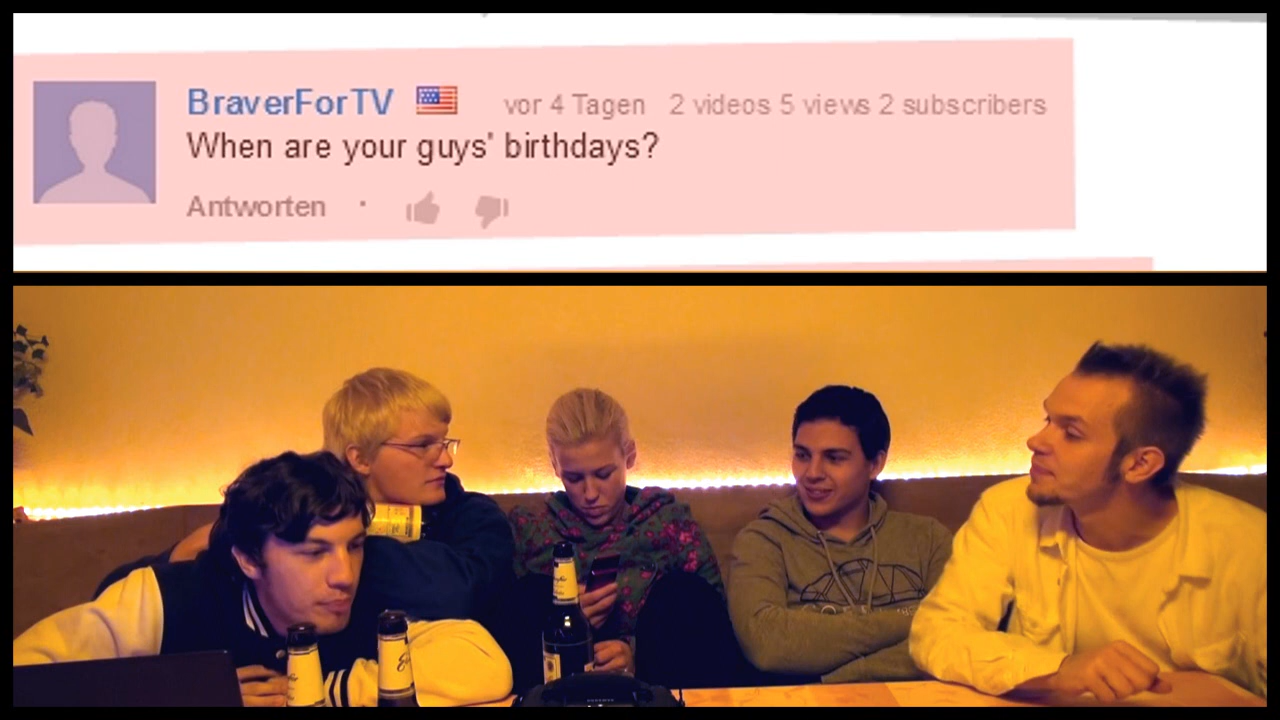 BraverForTV vor 4 Tagen 2 videos 5 views 2 subscribers
When are your guys' birthdays?
Antworten ·